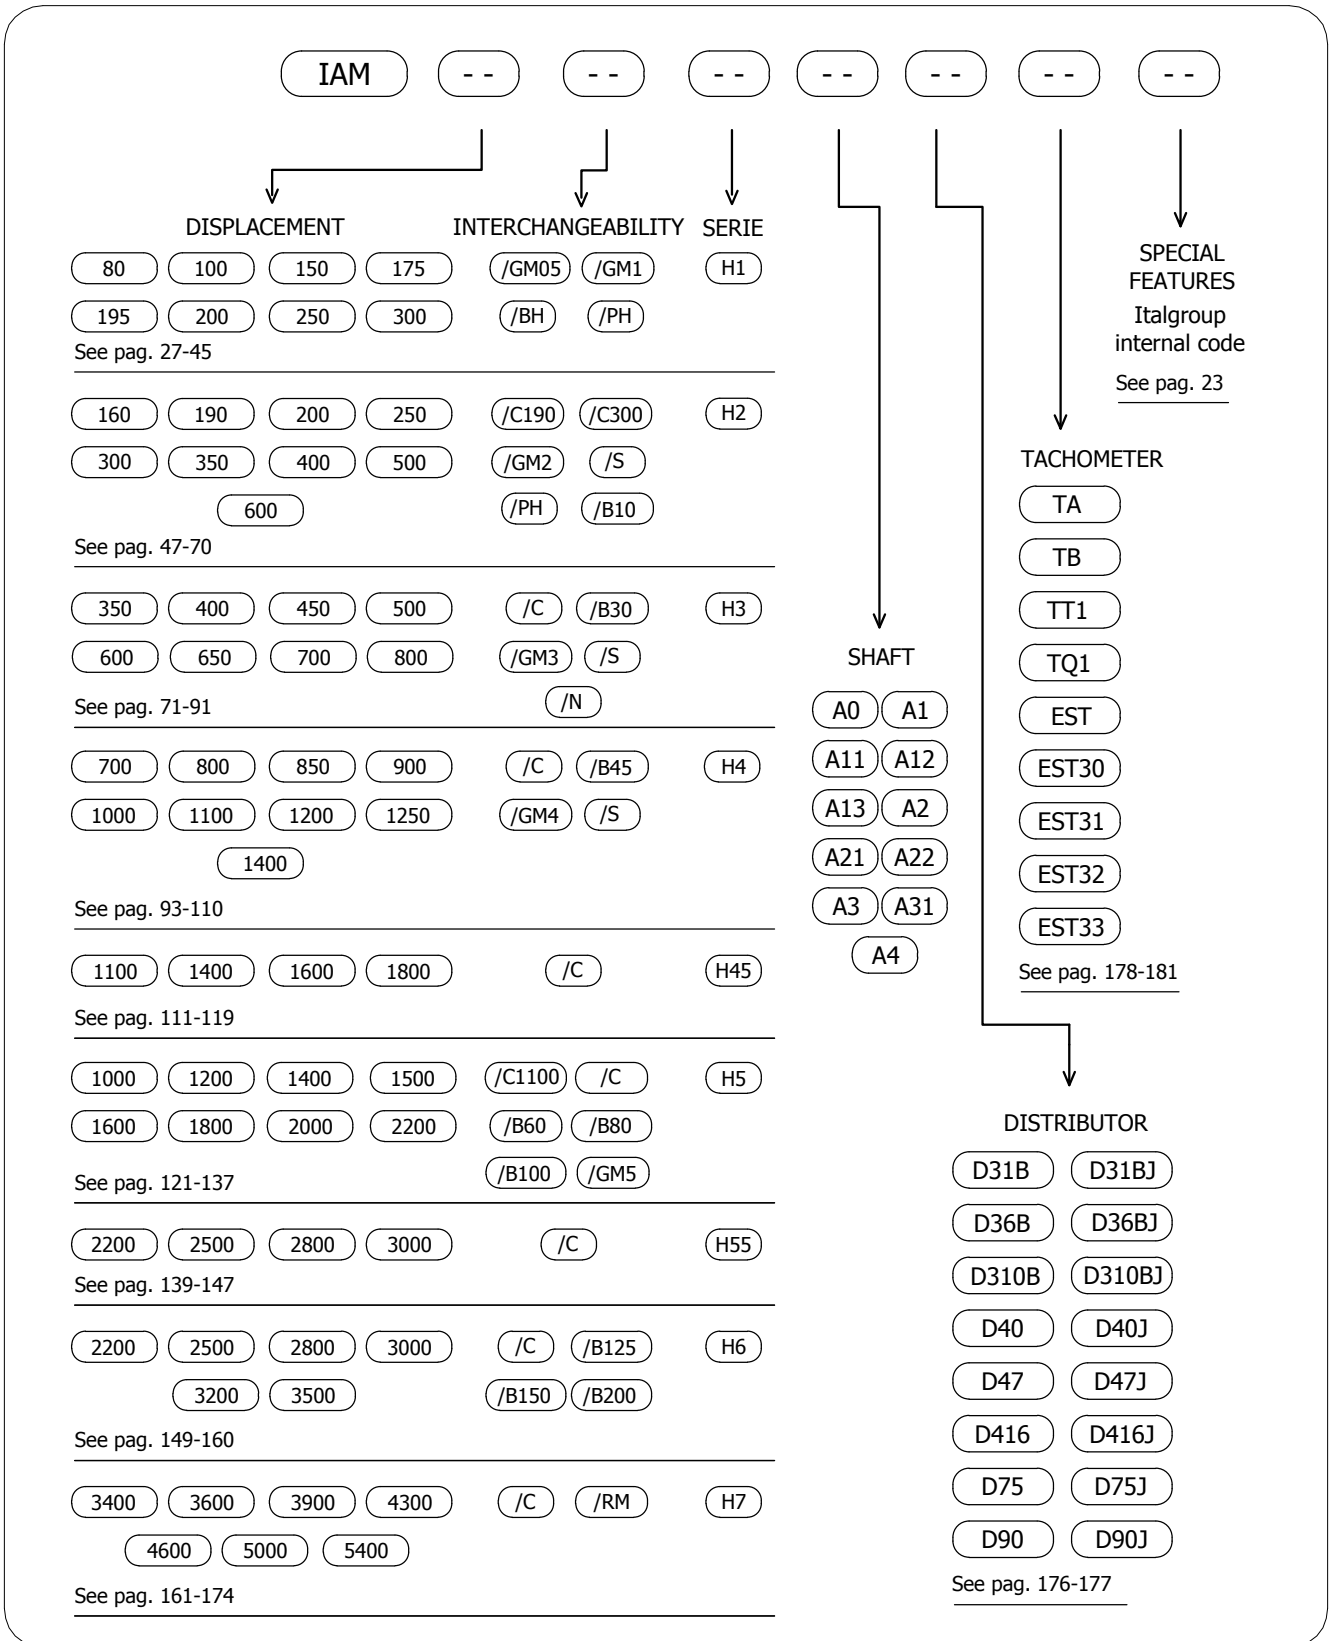 IAM -- -- -- -- -- -- --
DISPLACEMENT INTERCHANGEABILITY SERIE
80 100 150 175 /GM05 /GM1 H1
195 200 250 300 /BH /PH
See pag. 27-45
160 190 200 250 /C190 /C300 H2
300 350 400 500 /GM2 /S
600 /PH /B10
See pag. 47-70
350 400 450 500 /C /B30 H3
600 650 700 800 /GM3 /S
See pag. 71-91 /N
700 800 850 900 /C /B45 H4
1000 1100 1200 1250 /GM4 /S
1400
See pag. 93-110
1100 1400 1600 1800 /C H45
See pag. 111-119
1000 1200 1400 1500 /C1100 /C H5
1600 1800 2000 2200 /B60 /B80
See pag. 121-137 /B100 /GM5
2200 2500 2800 3000 /C H55
See pag. 139-147
2200 2500 2800 3000 /C /B125 H6
3200 3500 /B150 /B200
See pag. 149-160
3400 3600 3900 4300 /C /RM H7
4600 5000 5400
See pag. 161-174
SHAFT
A0 A1
A11 A12
A13 A2
A21 A22
A3 A31
A4
SPECIAL
FEATURES
Italgroup
internal code
See pag. 23
TACHOMETER
TA
TB
TT1
TQ1
EST
EST30
EST31
EST32
EST33
See pag. 178-181
DISTRIBUTOR
D31B D31BJ
D36B D36BJ
D310B D310BJ
D40 D40J
D47 D47J
D416 D416J
D75 D75J
D90 D90J
See pag. 176-177